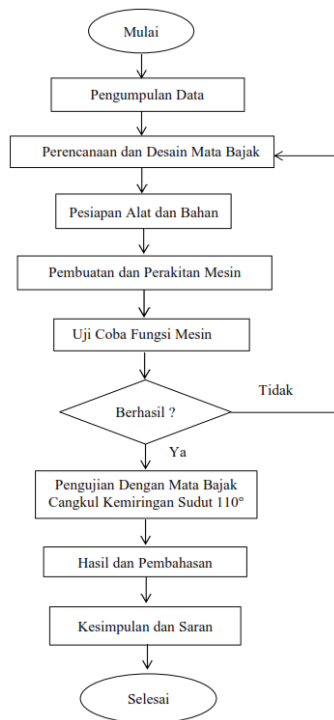 Mulai
Pengumpulan Data
Perencanaan dan Desain Mata Bajak
Pesiapan Alat dan Bahan
Pembuatan dan Perakitan Mesin
Uji Coba Fungsi Mesin
Berhasil ?
Tidak
Ya
Pengujian Dengan Mata Bajak
Cangkul Kemiringan Sudut 110°
Hasil dan Pembahasan
Kesimpulan dan Saran
Selesai